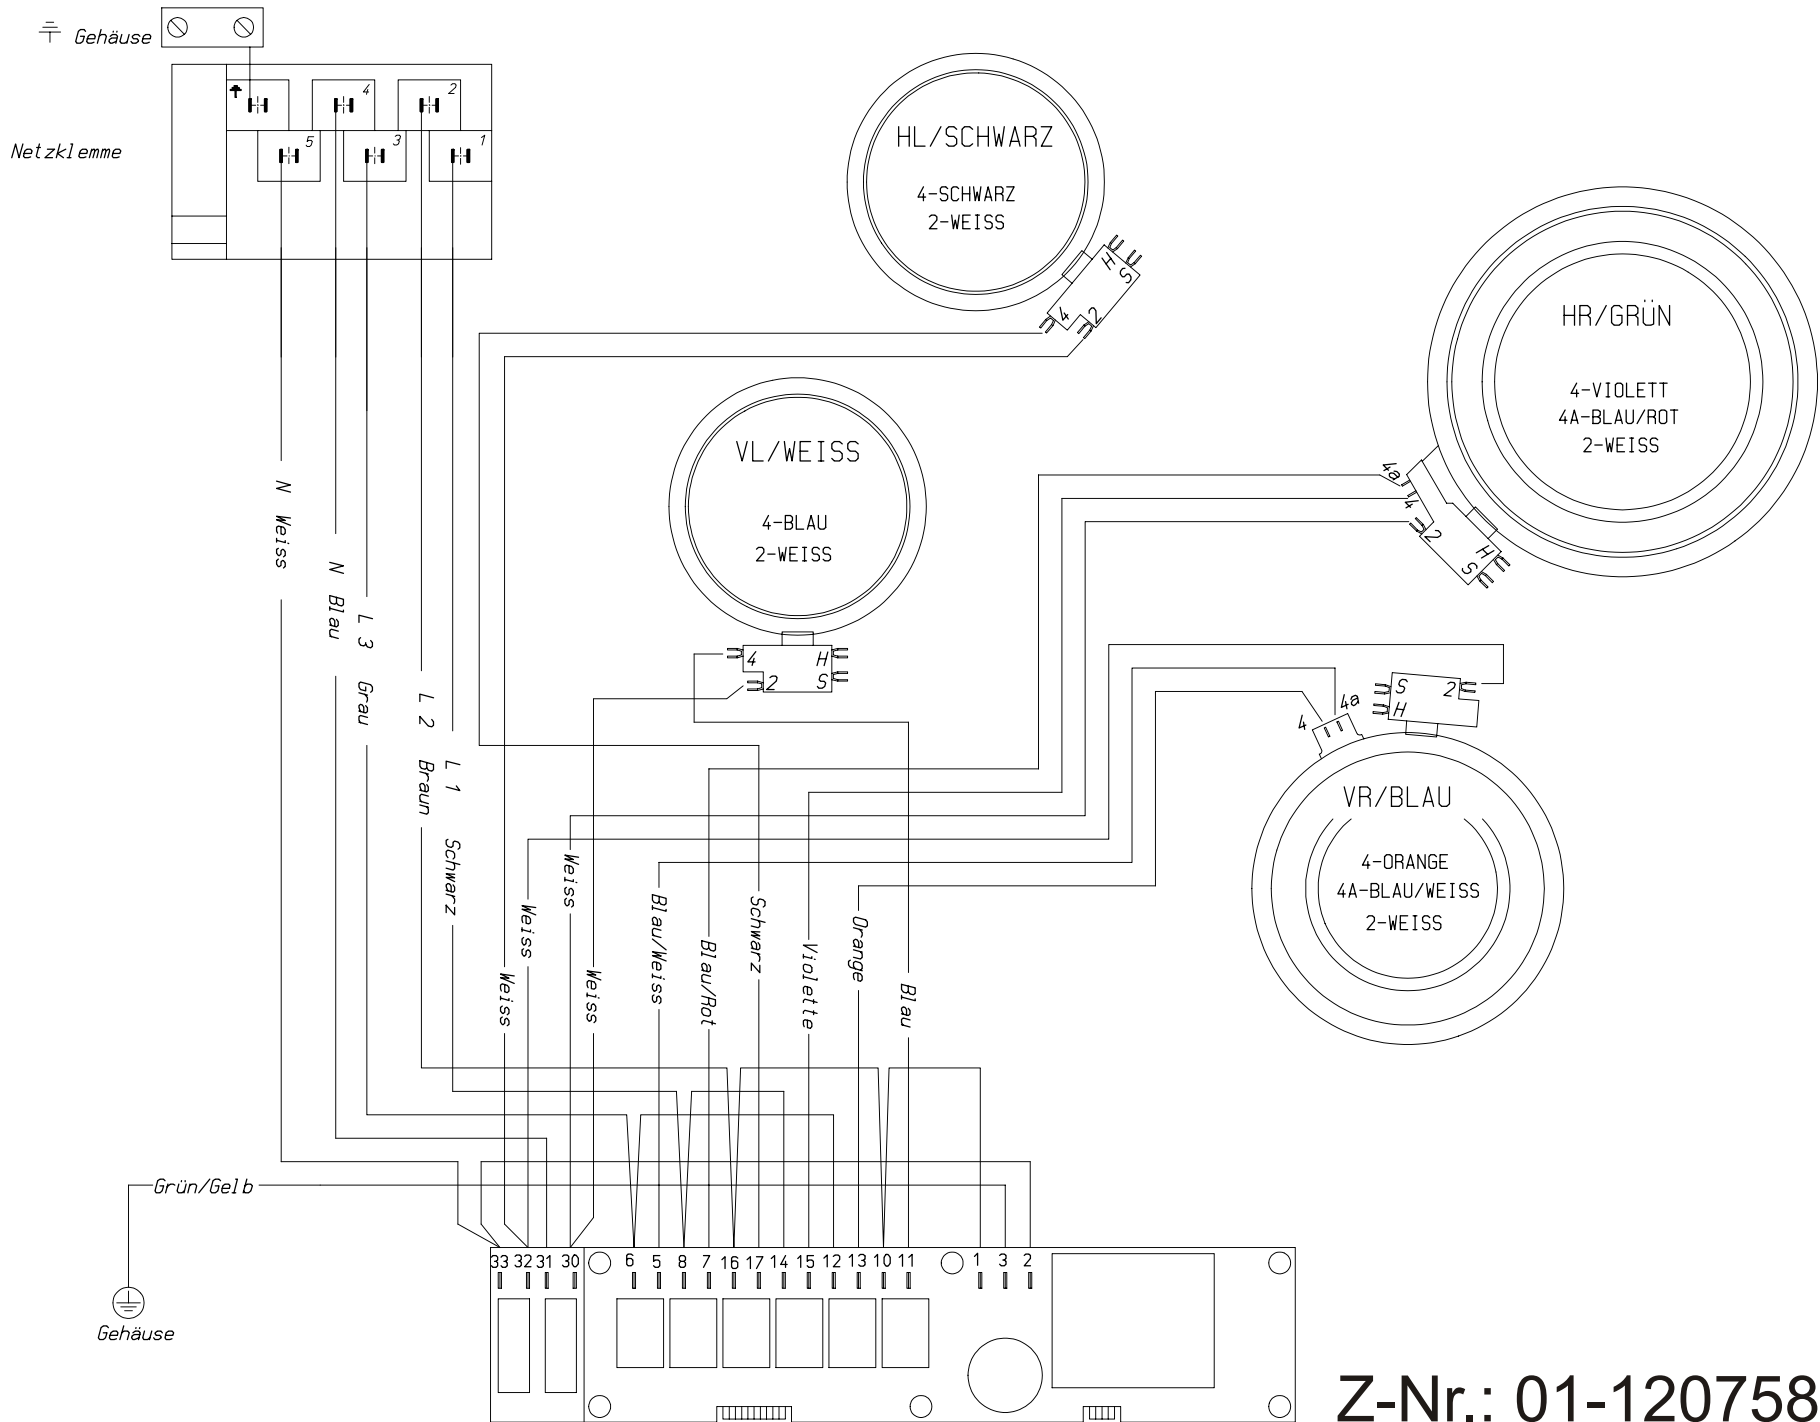 Gehäuse
4
2
5
3
1
Netzklemme
HL/SCHWARZ
4-SCHWARZ
2-WEISS
H
S
4
2
HR/GRÜN
4-VIOLETT
4A-BLAU/ROT
2-WEISS
4a
4
2
H
S
VL/WEISS
4-BLAU
2-WEISS
4
H
2
S
N Weiss
N Blau
L 3 Grau
L 2 Braun
L 1 Schwarz
S
2
H
4
4a
VR/BLAU
4-ORANGE
4A-BLAU/WEISS
2-WEISS
Weiss
Weiss
Weiss
Weiss
Blau/Weiss
Blau/Rot
Schwarz
Violette
Orange
Blau
Grün/Gelb
33 32 31 30 6 5 8 7 16 17 14 15 12 13 10 11 1 3 2
Gehäuse
Z-Nr.: 01-120758